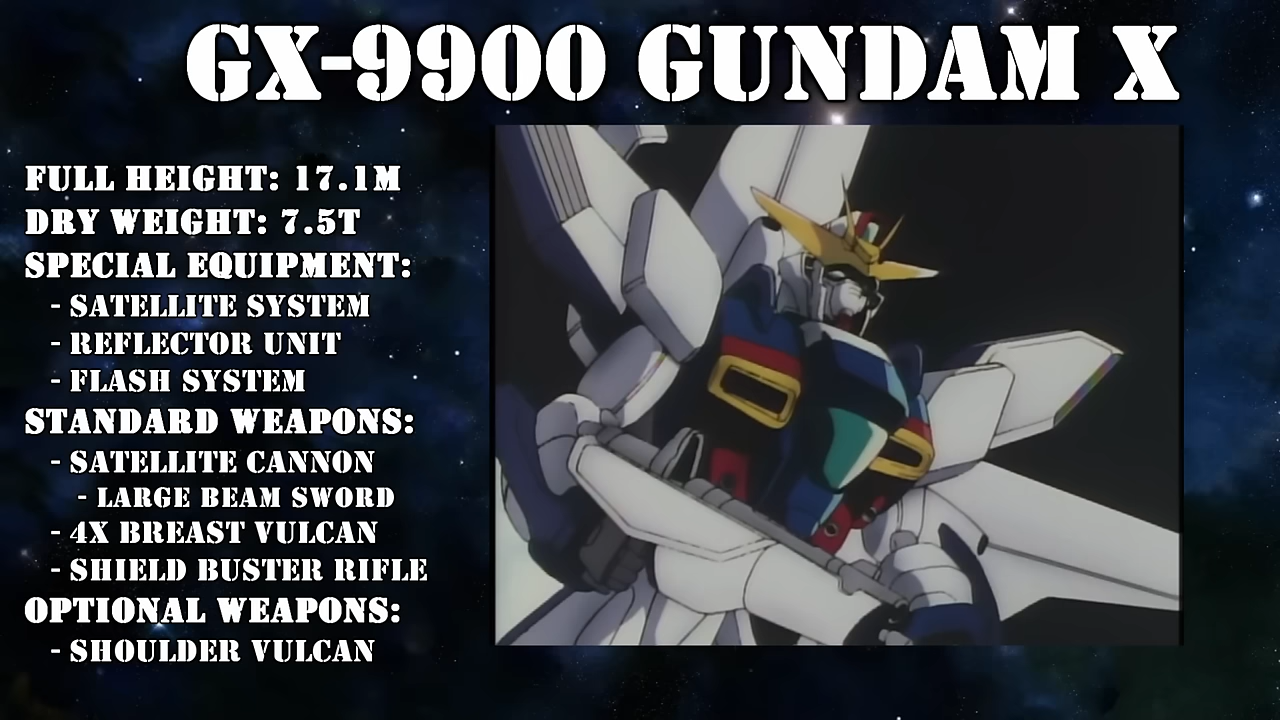 GX-9900 GUNDAM X
FULL HEIGHT: 17.1M
DRY WEIGHT: 7.5T
SPECIAL EQUIPMENT:
- SATELLITE SYSTEM
- REFLECTOR UNIT
- FLASH SYSTEM
STANDARD WEAPONS:
- SATELLITE CANNON
- LARGE BEAM SWORD
- 4X BREAST VULCAN
- SHIELD BUSTER RIFLE
OPTIONAL WEAPONS:
- SHOULDER VULCAN